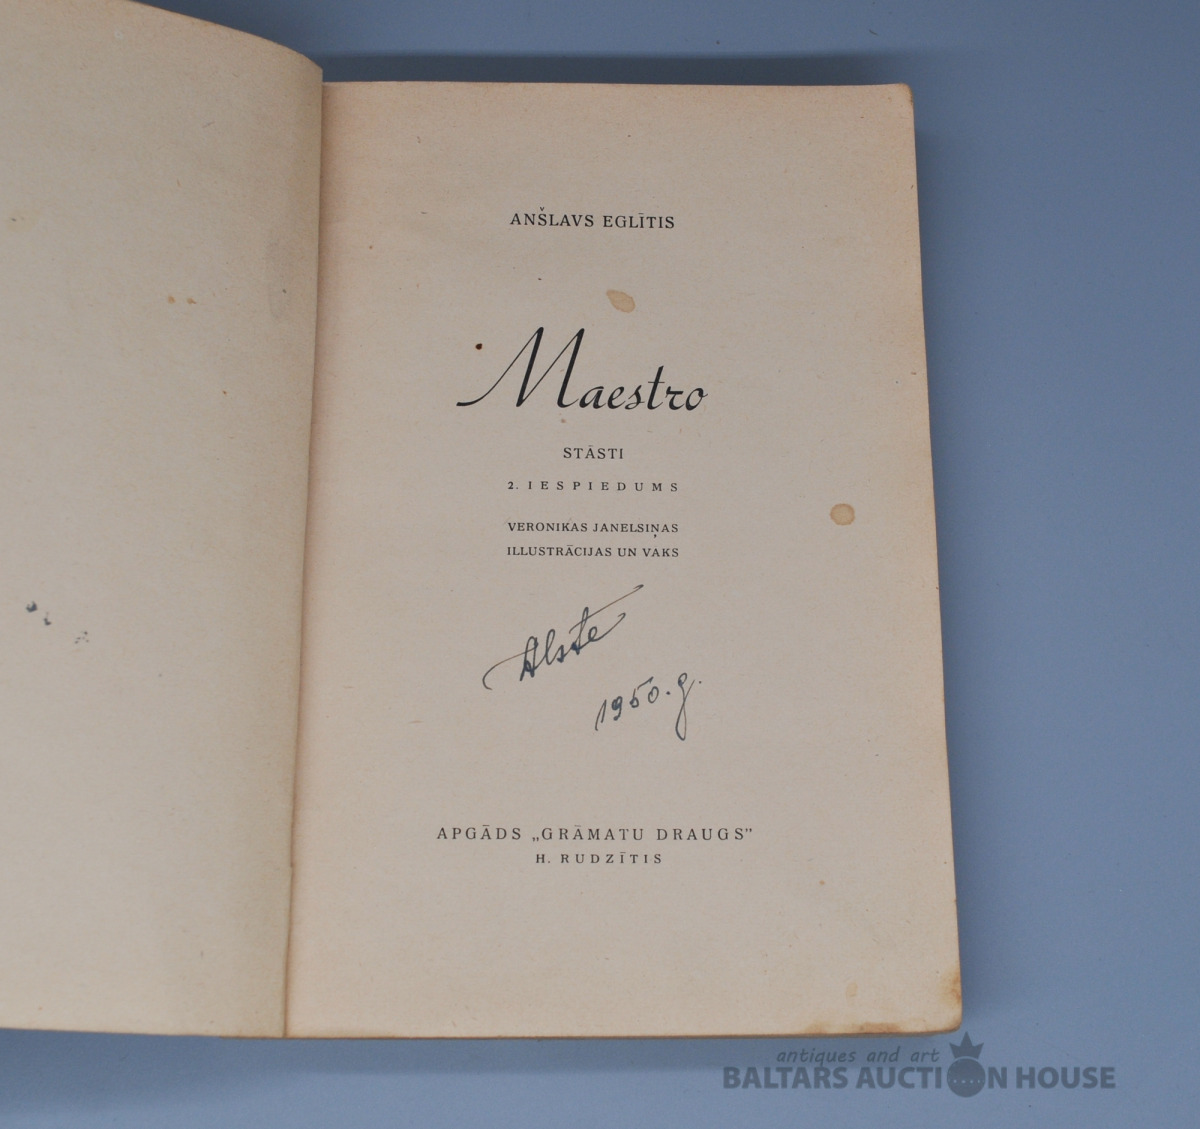 ANŠLAVS EGLĪTIS
Maestro
STĀSTI
2. IESPIEDUMS
VERONIKAS JANELSIŅAS
ILLUSTRĀCIJAS UN VAKS
1950. g.
APGĀDS „GRĀMATU DRAUGS”
H. RUDZĪTIS
antiques and art
BALTARS AUCTION HOUSE